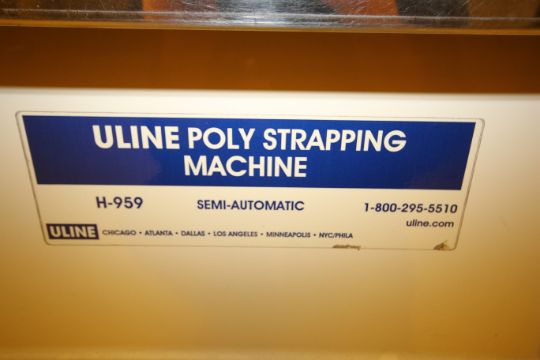 ULINE POLY STRAPPING
MACHINE
H-959 SEMI-AUTOMATIC 1-800-295-5510
uline.com
ULINE CHICAGO • ATLANTA • DALLAS • LOS ANGELES • MINNEAPOLIS • NYC/PHILA